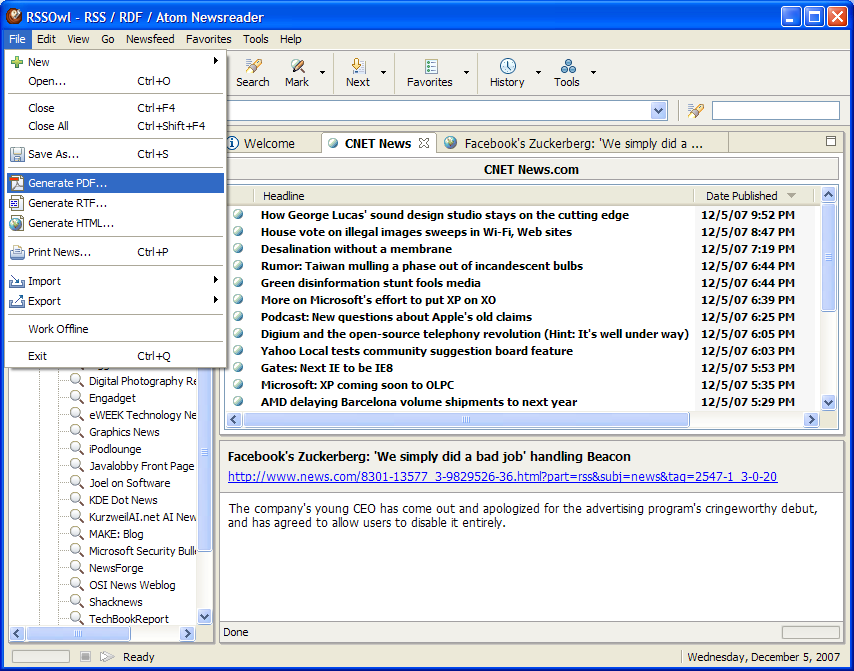 RSSOwl - RSS / RDF / Atom Newsreader
File Edit View Go Newsfeed Favorites Tools Help
New
Open... Ctrl+O
Close Ctrl+F4
Close All Ctrl+Shift+F4
Save As... Ctrl+S
Generate PDF...
Generate RTF...
Generate HTML...
Print News... Ctrl+P
Import
Export
Work Offline
Exit Ctrl+Q
Search Mark Next Favorites History Tools
Welcome CNET News Facebook's Zuckerberg: 'We simply did a ...
CNET News.com
Headline Date Published
How George Lucas' sound design studio stays on the cutting edge 12/5/07 9:52 PM
House vote on illegal images sweeps in Wi-Fi, Web sites 12/5/07 8:47 PM
Desalination without a membrane 12/5/07 7:19 PM
Rumor: Taiwan mulling a phase out of incandescent bulbs 12/5/07 6:44 PM
Green disinformation stunt fools media 12/5/07 6:44 PM
More on Microsoft's effort to put XP on XO 12/5/07 6:39 PM
Podcast: New questions about Apple's old claims 12/5/07 6:25 PM
Digium and the open-source telephony revolution (Hint: It's well under way) 12/5/07 6:05 PM
Yahoo Local tests community suggestion board feature 12/5/07 6:03 PM
Gates: Next IE to be IE8 12/5/07 5:53 PM
Microsoft: XP coming soon to OLPC 12/5/07 5:35 PM
AMD delaying Barcelona volume shipments to next year 12/5/07 5:29 PM
Digital Photography Re
Engadget
eWEEK Technology Ne
Graphics News
iPodlounge
Javalobby Front Page
Joel on Software
KDE Dot News
KurzweilAI.net AI New
MAKE: Blog
Microsoft Security Bull
NewsForge
OSI News Weblog
Shacknews
TechBookReport
Facebook's Zuckerberg: 'We simply did a bad job' handling Beacon
http://www.news.com/8301-13577_3-9829526-36.html?part=rss&subj=news&tag=2547-1_3-0-20
The company's young CEO has come out and apologized for the advertising program's cringeworthy debut,
and has agreed to allow users to disable it entirely.
Done
Ready
Wednesday, December 5, 2007